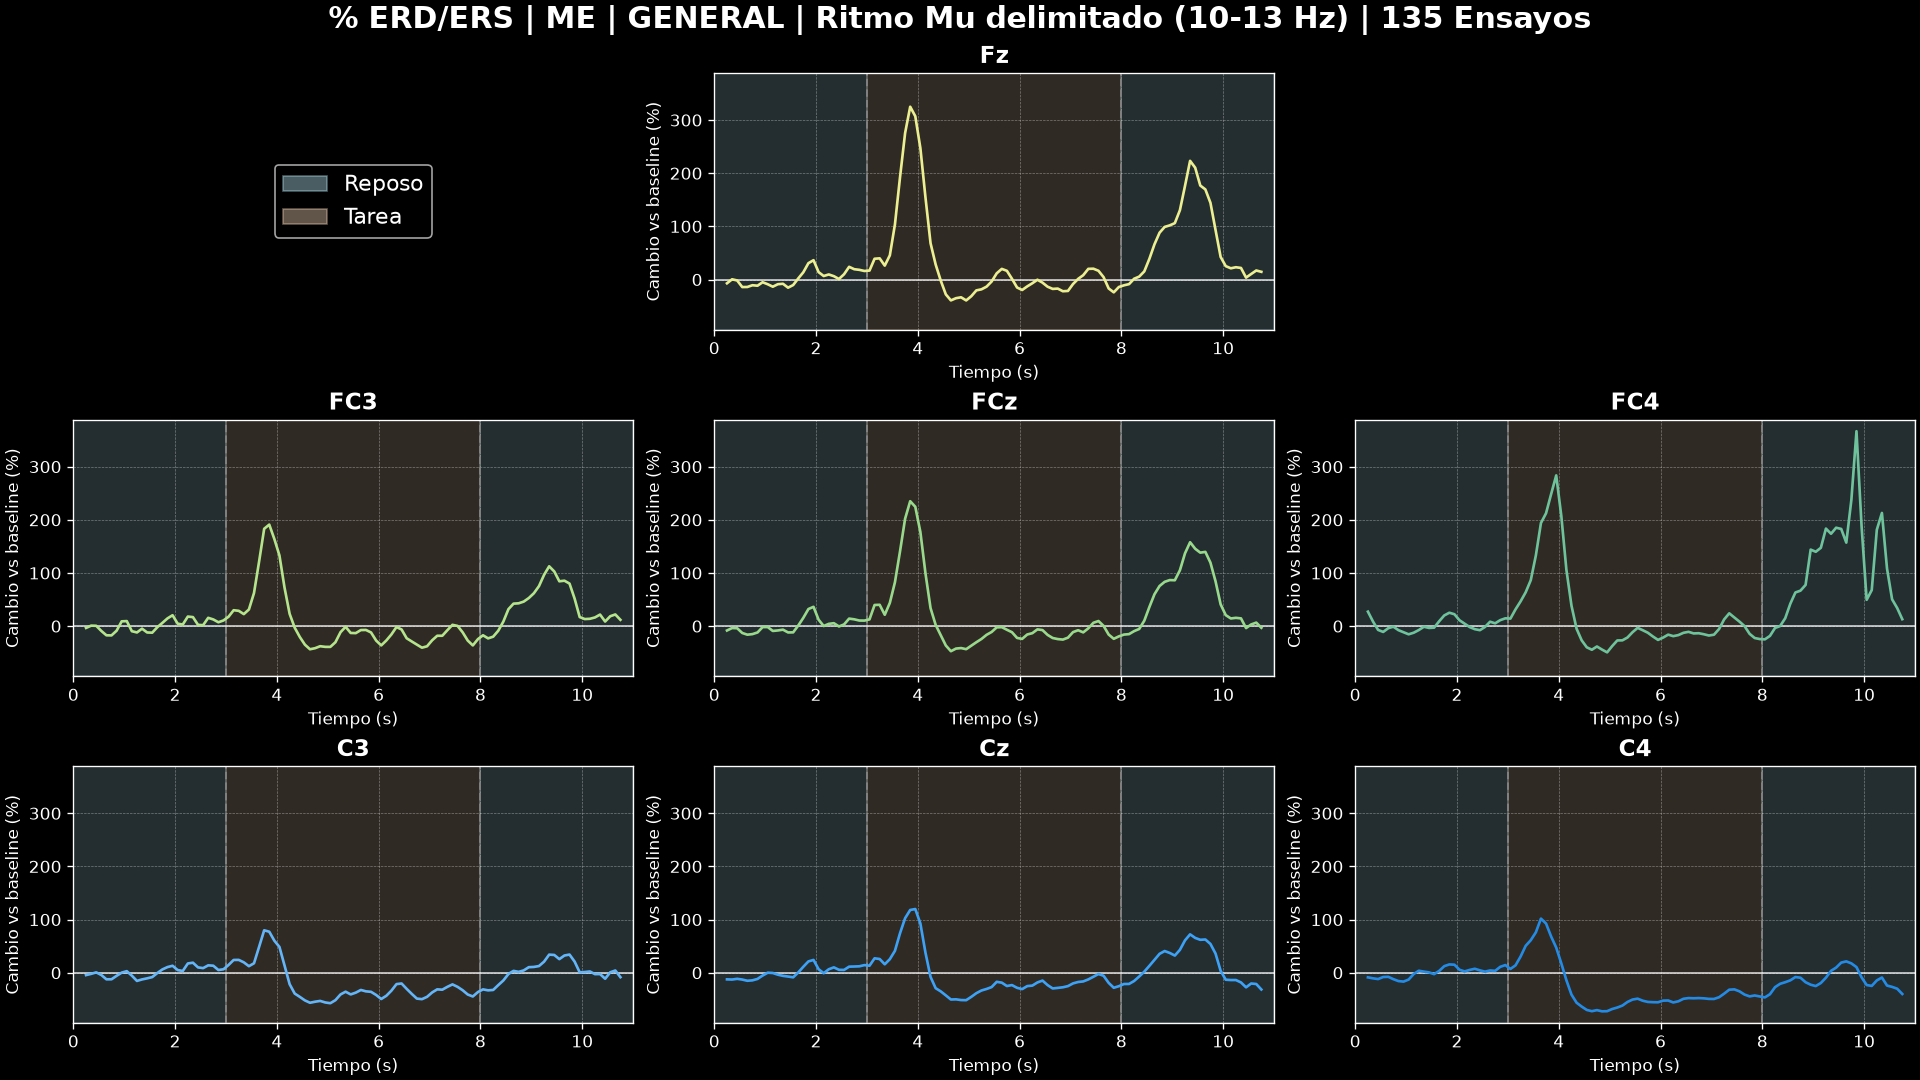 % ERD/ERS | ME | GENERAL | Ritmo Mu delimitado (10-13 Hz) | 135 Ensayos
Reposo
Tarea
Fz
Cambio vs baseline (%)
300
200
100
0
0 2 4 6 8 10
Tiempo (s)
FC3
Cambio vs baseline (%)
300
200
100
0
0 2 4 6 8 10
Tiempo (s)
FCz
Cambio vs baseline (%)
300
200
100
0
0 2 4 6 8 10
Tiempo (s)
FC4
Cambio vs baseline (%)
300
200
100
0
0 2 4 6 8 10
Tiempo (s)
C3
Cambio vs baseline (%)
300
200
100
0
0 2 4 6 8 10
Tiempo (s)
Cz
Cambio vs baseline (%)
300
200
100
0
0 2 4 6 8 10
Tiempo (s)
C4
Cambio vs baseline (%)
300
200
100
0
0 2 4 6 8 10
Tiempo (s)